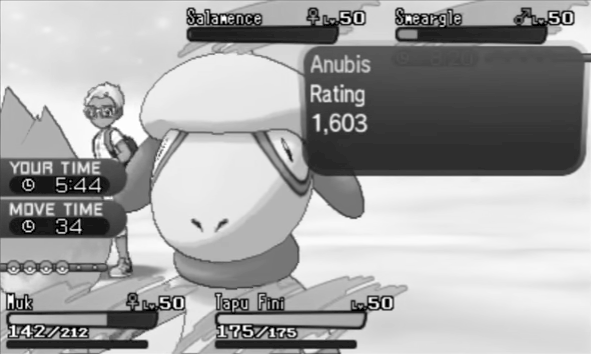 Salamence ♀ Lv.50
Smeargle ♂ Lv.50
Anubis
Rating
1,603
YOUR TIME
5:44
MOVE TIME
34
Muk ♀ Lv.50
142/212
Tapu Fini Lv.50
175/175